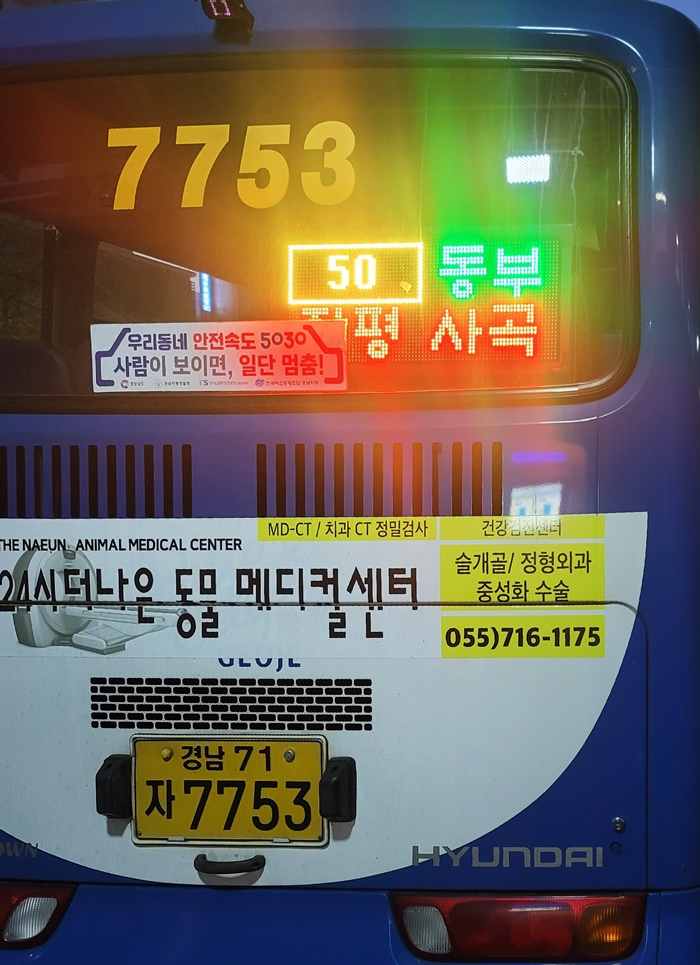 7753
50 동부
평 사곡
우리동네 안전속도 5030
사람이 보이면, 일단 멈춤!
MD-CT / 치과 CT 정밀검사
건강검진센터
THE NAEUN ANIMAL MEDICAL CENTER
24시더나은 동물 메디컬센터
슬개골/ 정형외과
중성화 수술
055)716-1175
GEOJE
경남 71
자7753
HYUNDAI